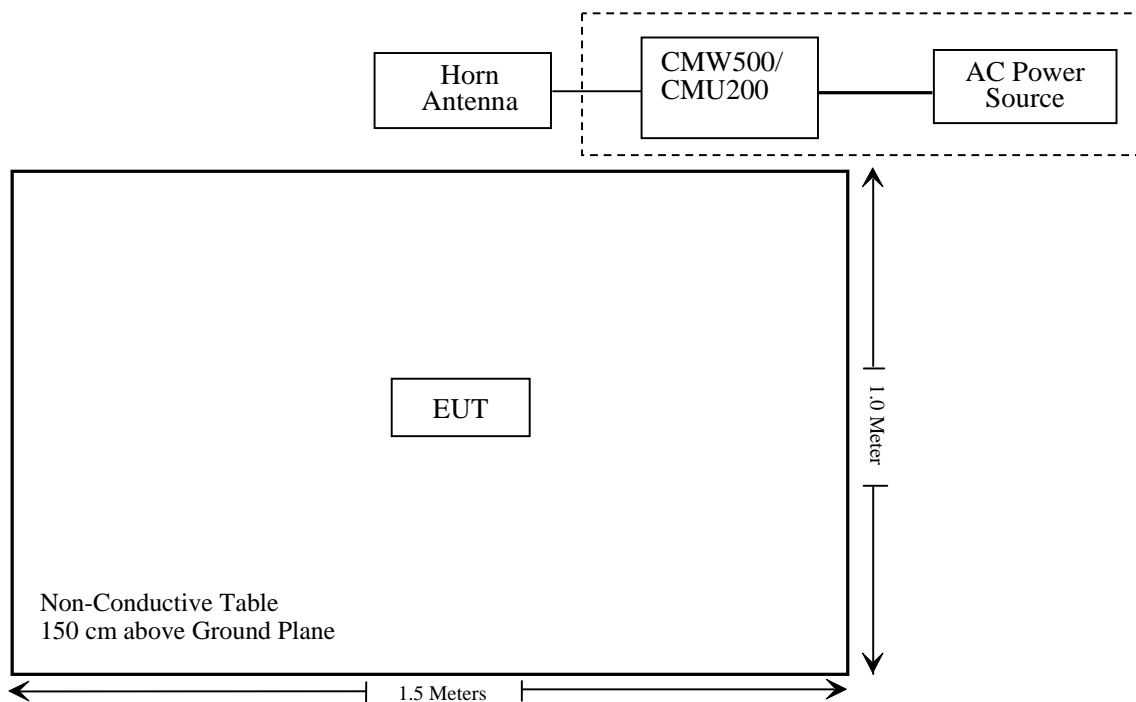 Horn
Antenna
CMW500/
CMU200
AC Power
Source
EUT
1.0 Meter
Non-Conductive Table
150 cm above Ground Plane
1.5 Meters